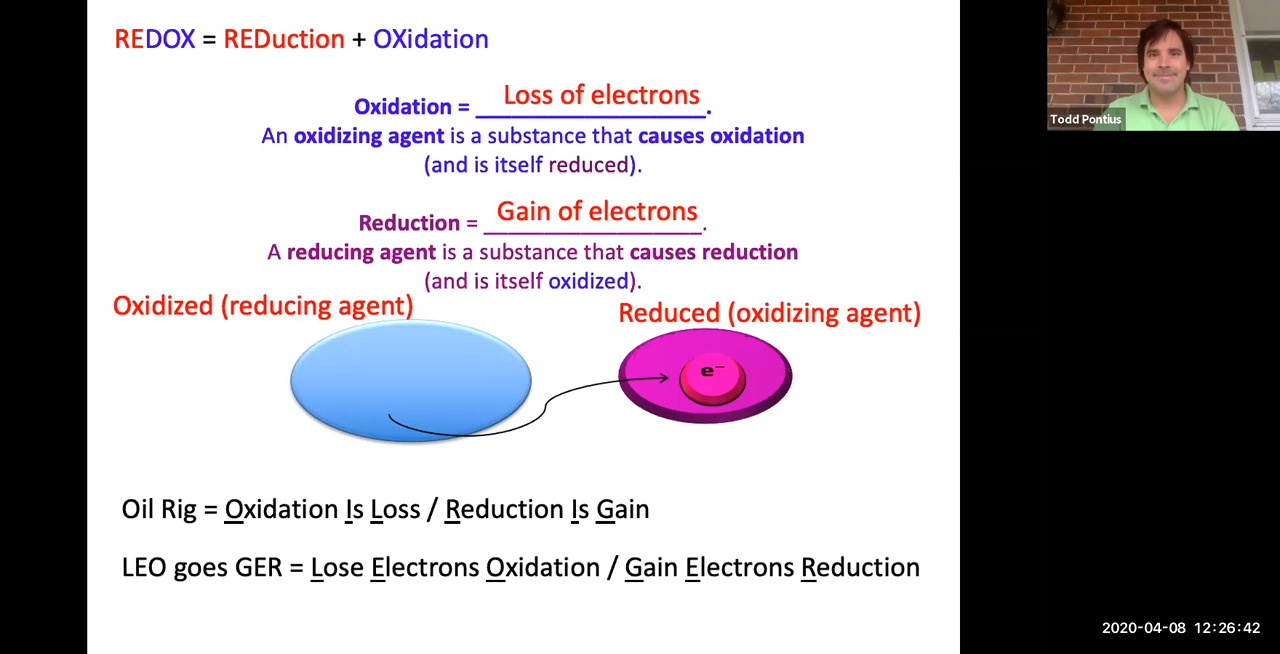 REDOX = REDuction + OXidation
Oxidation = Loss of electrons.
An oxidizing agent is a substance that causes oxidation
(and is itself reduced).
Reduction = Gain of electrons.
A reducing agent is a substance that causes reduction
(and is itself oxidized).
Oxidized (reducing agent)
Reduced (oxidizing agent)
e⁻
Oil Rig = Oxidation Is Loss / Reduction Is Gain
LEO goes GER = Lose Electrons Oxidation / Gain Electrons Reduction
Todd Pontius
2020-04-08 12:26:42